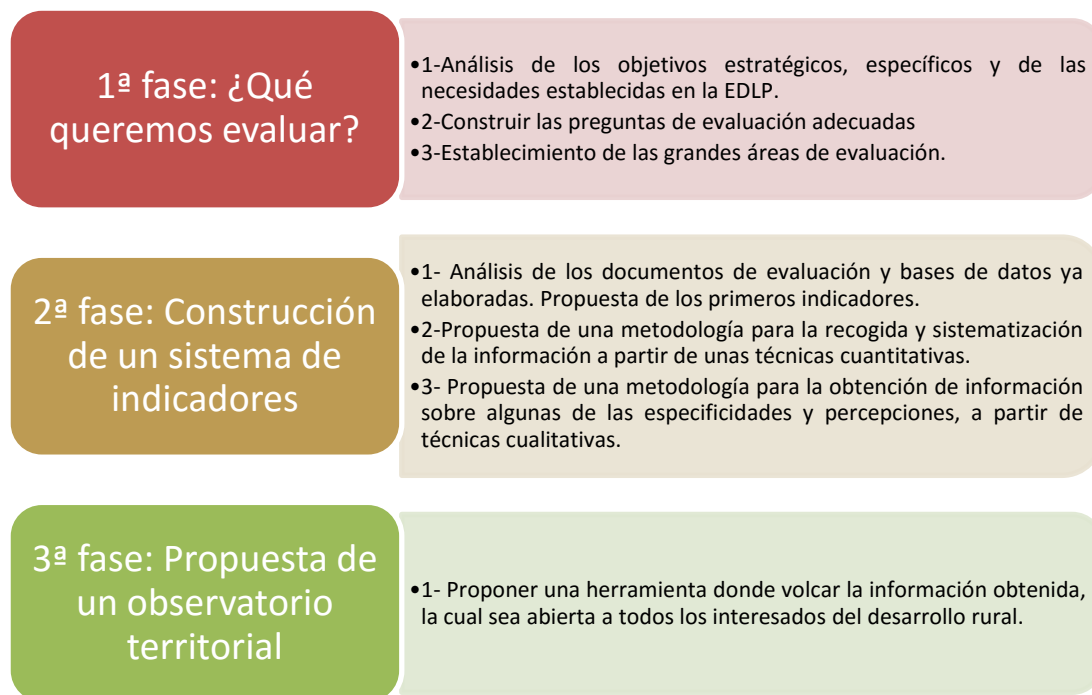 1ª fase: ¿Qué
queremos evaluar?
•1-Análisis de los objetivos estratégicos, específicos y de las
necesidades establecidas en la EDLP.
•2-Construir las preguntas de evaluación adecuadas
•3-Establecimiento de las grandes áreas de evaluación.
2ª fase: Construcción
de un sistema de
indicadores
•1- Análisis de los documentos de evaluación y bases de datos ya
elaboradas. Propuesta de los primeros indicadores.
•2-Propuesta de una metodología para la recogida y sistematización
de la información a partir de unas técnicas cuantitativas.
•3- Propuesta de una metodología para la obtención de información
sobre algunas de las especificidades y percepciones, a partir de
técnicas cualitativas.
3ª fase: Propuesta de
un observatorio
territorial
•1- Proponer una herramienta donde volcar la información obtenida,
la cual sea abierta a todos los interesados del desarrollo rural.